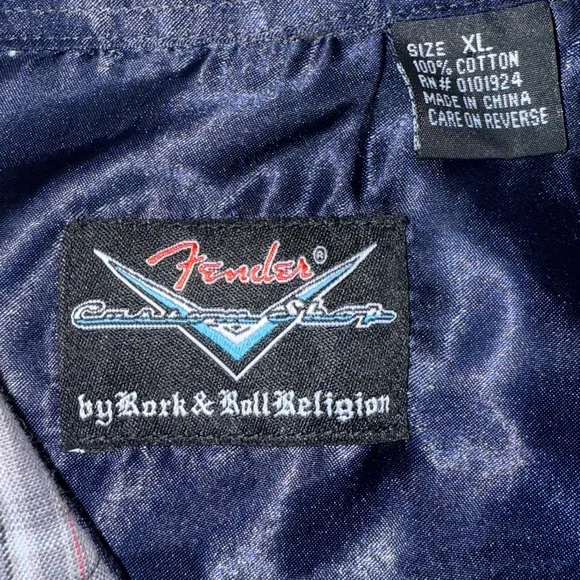 SIZE XL
100% COTTON
RN# 0101924
MADE IN CHINA
CARE ON REVERSE
Fender®
Custom Shop
by Rock & Roll Religion